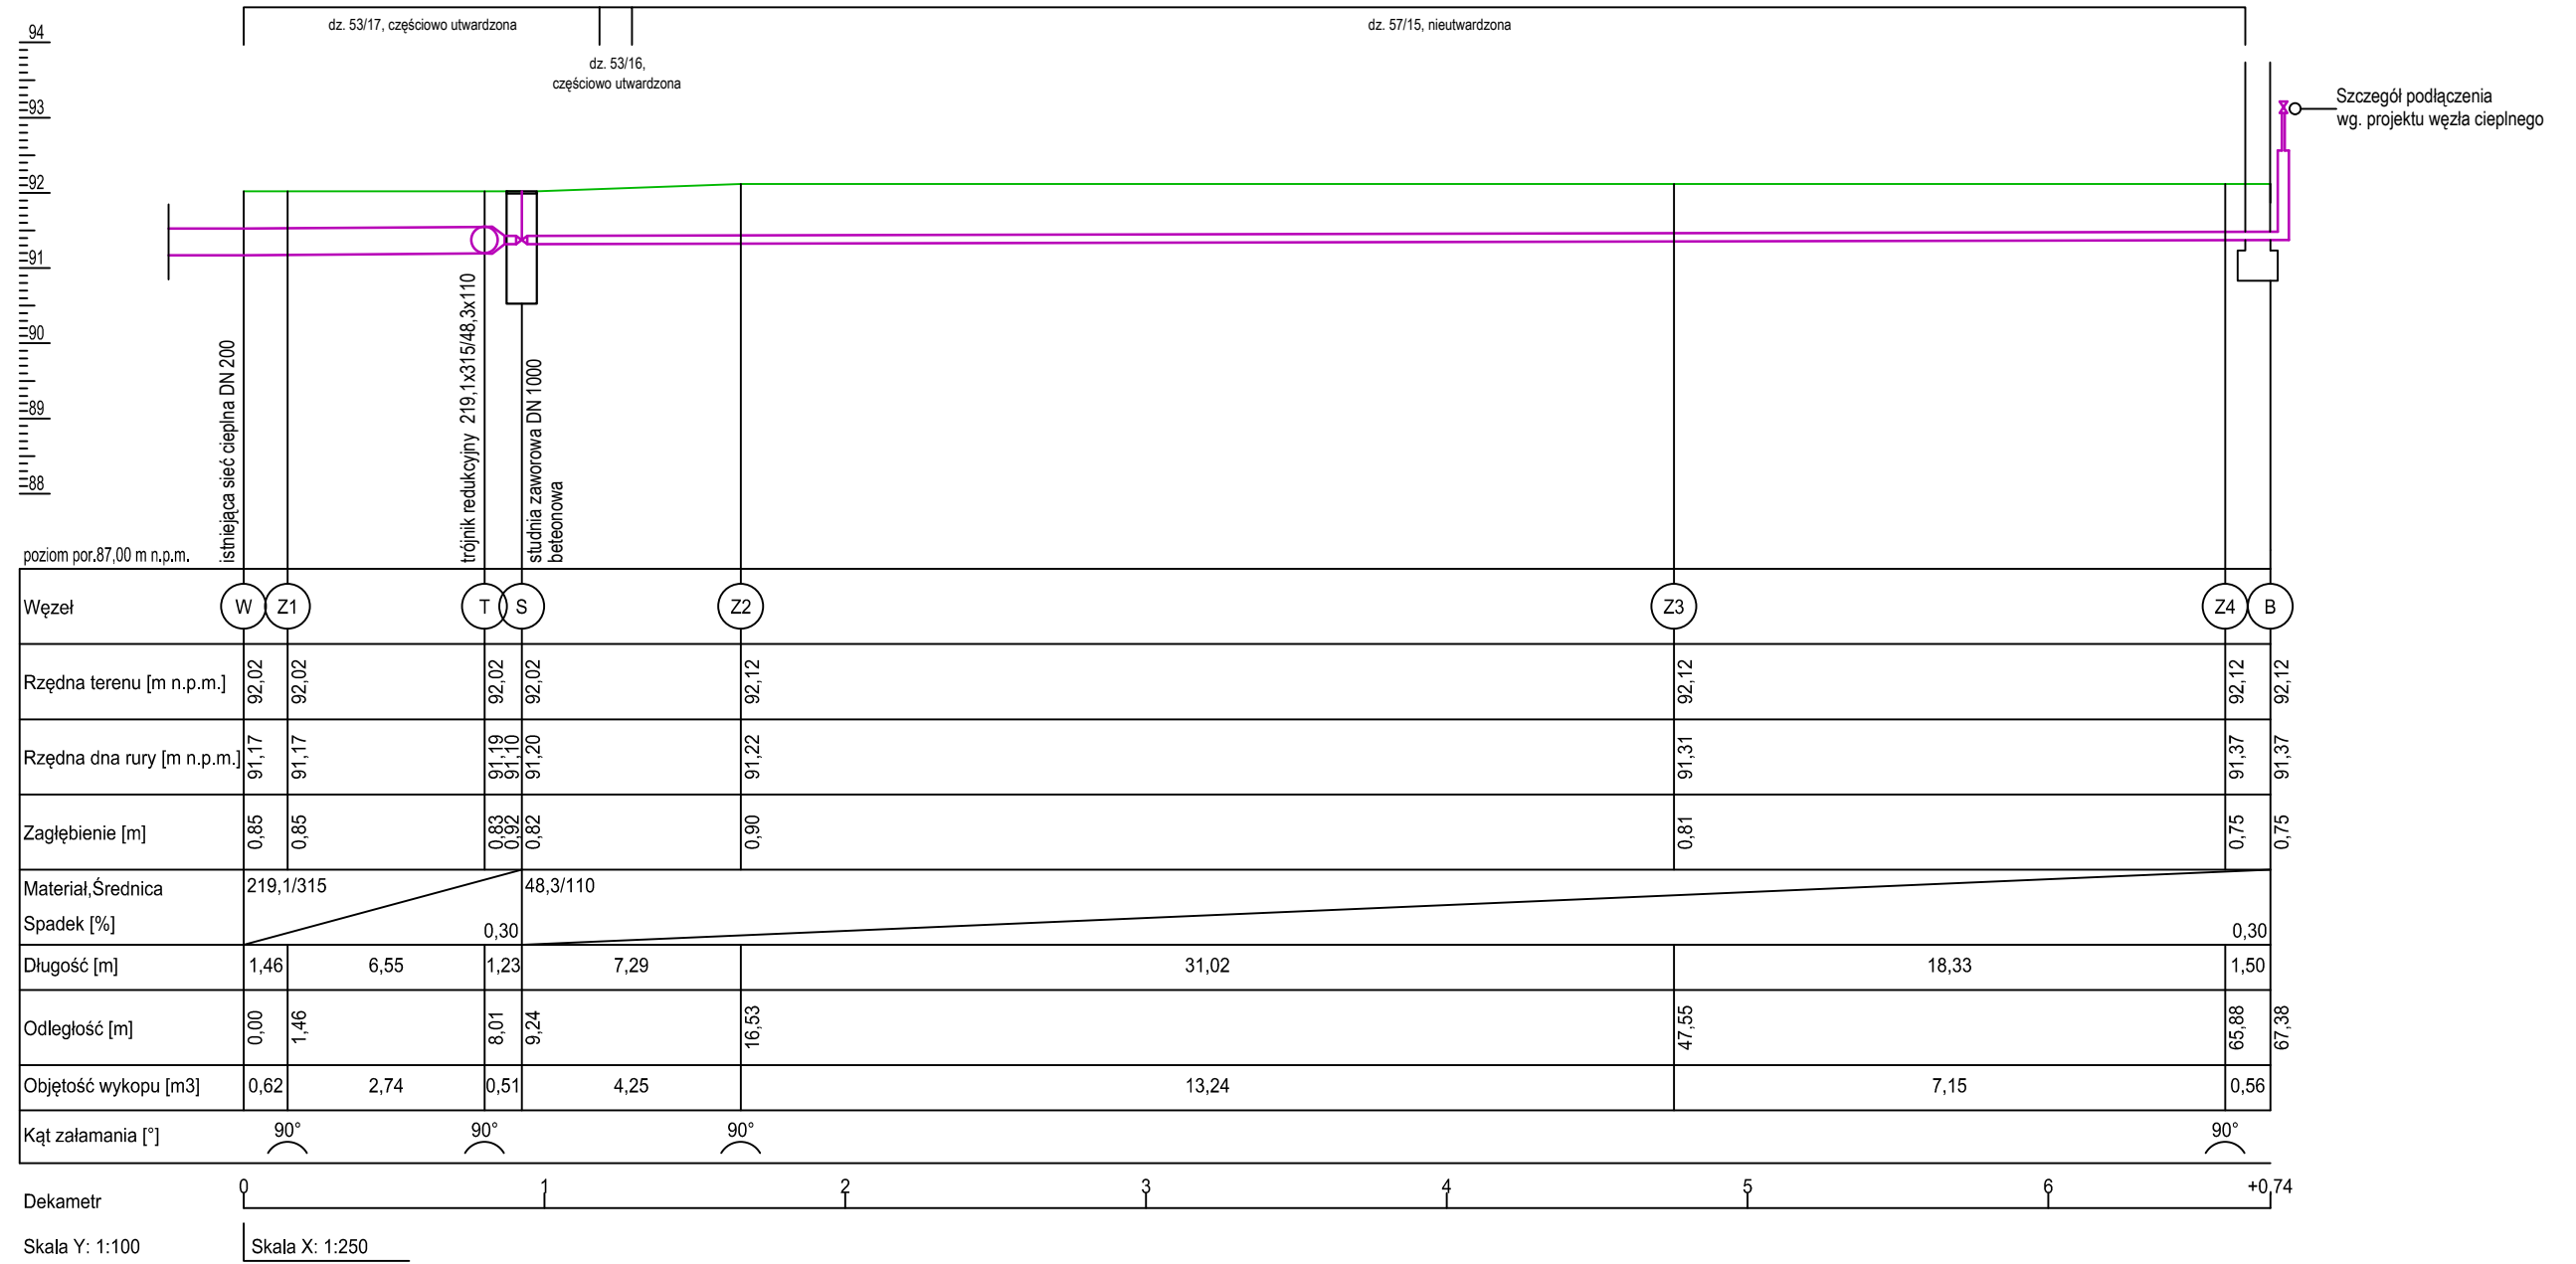 dz. 53/17, częściowo utwardzona
dz. 57/15, nieutwardzona
dz. 53/16,
częściowo utwardzona
94
93
92
91
90
89
88
Szczegół podłączenia
wg. projektu węzła cieplnego
istniejąca sieć cieplna DN 200
trójnik redukcyjny 219,1x315/48,3x110
studnia zaworowa DN 1000
beteonowa
poziom por.87,00 m n.p.m.
Węzeł W Z1 T S Z2 Z3 Z4 B
Rzędna terenu [m n.p.m.] 92,02 92,02 92,02 92,02 92,12 92,12 92,12 92,12
Rzędna dna rury [m n.p.m.] 91,17 91,17 91,19 91,10 91,20 91,22 91,31 91,37 91,37
Zagłębienie [m] 0,85 0,85 0,83 0,92 0,82 0,90 0,81 0,75 0,75
Materiał,Średnica 219,1/315 48,3/110
Spadek [%] 0,30 0,30
Długość [m] 1,46 6,55 1,23 7,29 31,02 18,33 1,50
Odległość [m] 0,00 1,46 8,01 9,24 16,53 47,55 65,88 67,38
Objętość wykopu [m3] 0,62 2,74 0,51 4,25 13,24 7,15 0,56
Kąt załamania [°] 90° 90° 90° 90°
Dekametr 0 1 2 3 4 5 6 +0,74
Skala Y: 1:100 Skala X: 1:250